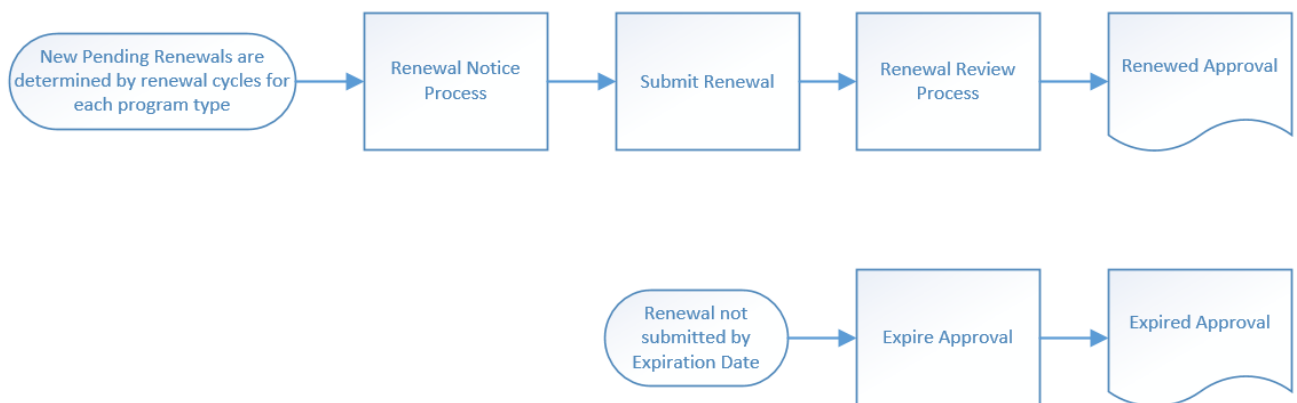 New Pending Renewals are
determined by renewal cycles for
each program type
Renewal Notice
Process
Submit Renewal
Renewal Review
Process
Renewed Approval
Renewal not
submitted by
Expiration Date
Expire Approval
Expired Approval